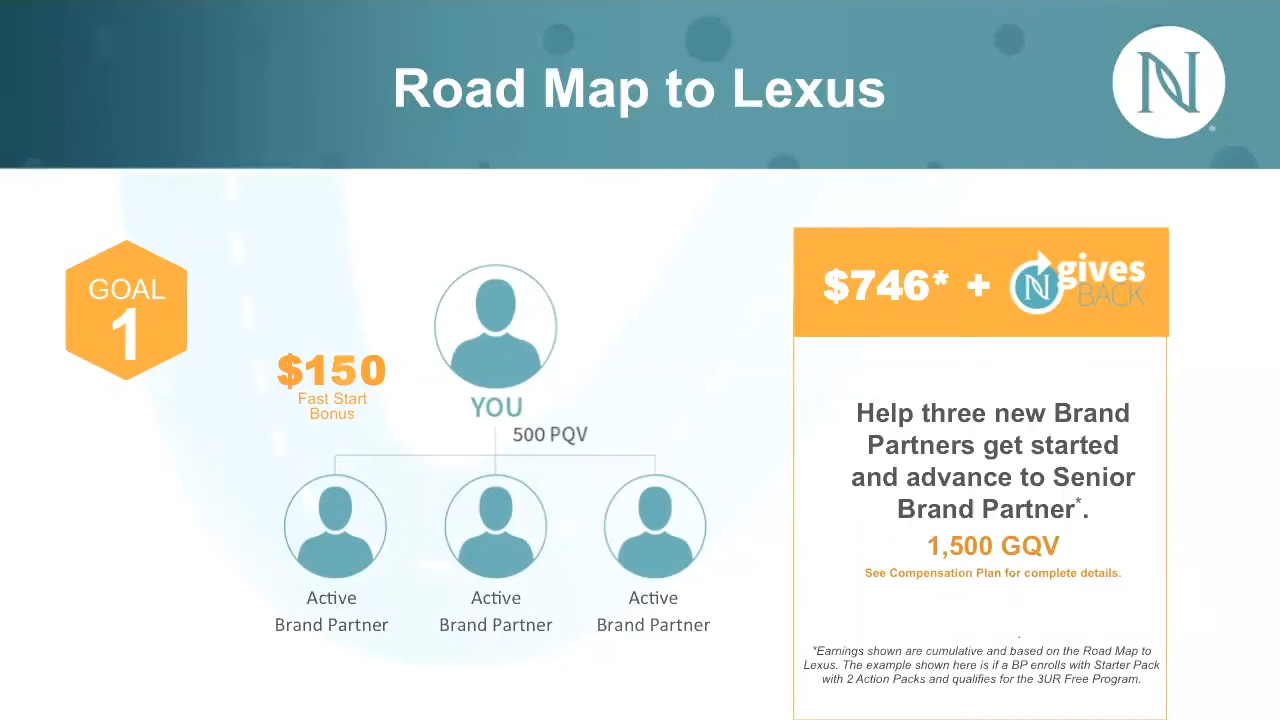 Road Map to Lexus
N
GOAL
1
$150
Fast Start
Bonus
YOU
500 PQV
Active
Brand Partner
Active
Brand Partner
Active
Brand Partner
$746* + N gives
BACK
Help three new Brand
Partners get started
and advance to Senior
Brand Partner*.
1,500 GQV
See Compensation Plan for complete details.
.
*Earnings shown are cumulative and based on the Road Map to
Lexus. The example shown here is if a BP enrolls with Starter Pack
with 2 Action Packs and qualifies for the 3UR Free Program.